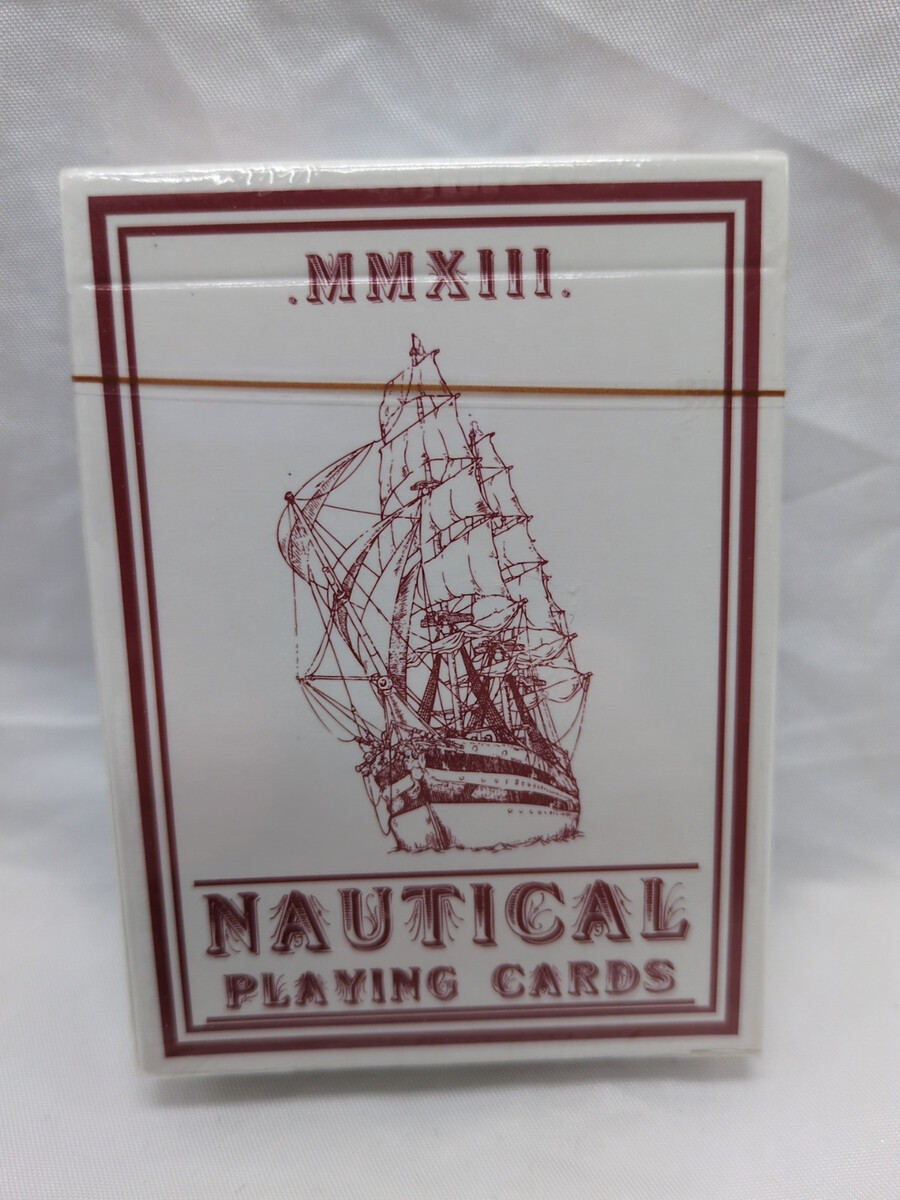 .MMXIII.
NAUTICAL
PLAYING CARDS